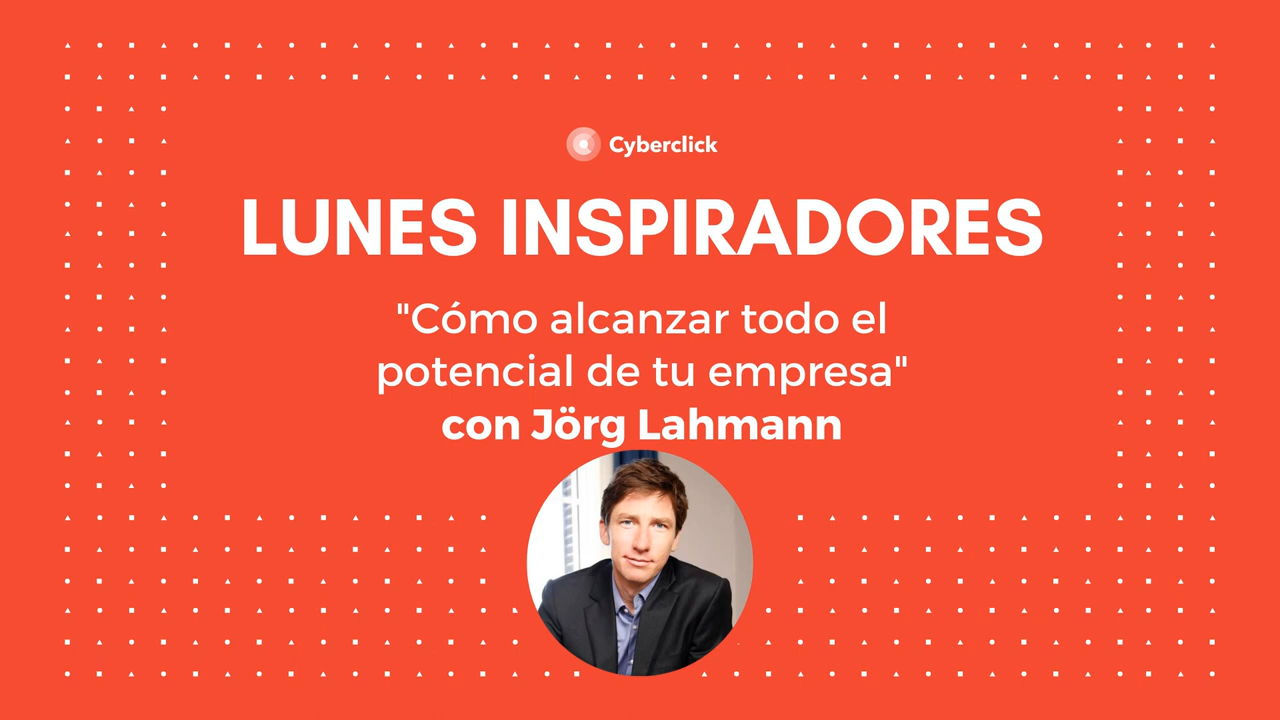 Cyberclick
LUNES INSPIRADORES
"Cómo alcanzar todo el
potencial de tu empresa"
con Jörg Lahmann